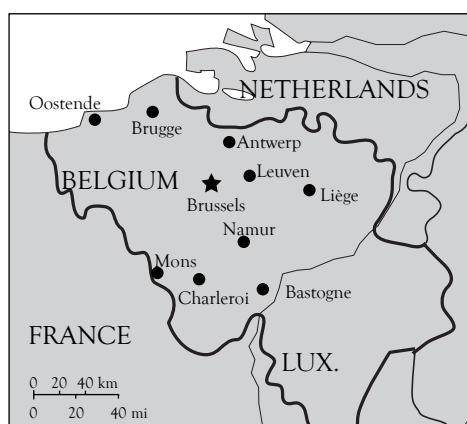 NETHERLANDS
Oostende
Brugge
Antwerp
BELGIUM
Leuven
Brussels
Liège
Namur
Mons
Charleroi
Bastogne
FRANCE
LUX.
0 20 40 km
0 20 40 mi